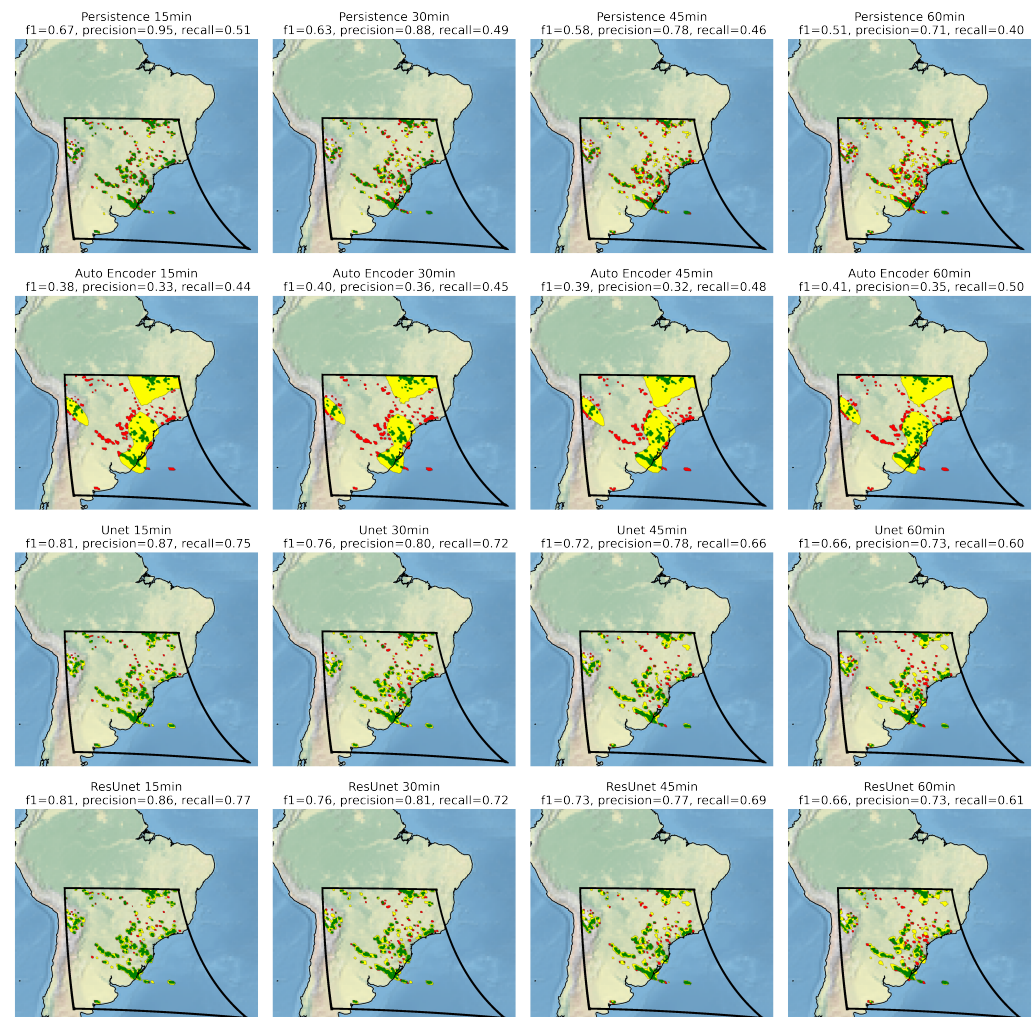 Persistence 15min
f1=0.67, precision=0.95, recall=0.51
Persistence 30min
f1=0.63, precision=0.88, recall=0.49
Persistence 45min
f1=0.58, precision=0.78, recall=0.46
Persistence 60min
f1=0.51, precision=0.71, recall=0.40
Auto Encoder 15min
f1=0.38, precision=0.33, recall=0.44
Auto Encoder 30min
f1=0.40, precision=0.36, recall=0.45
Auto Encoder 45min
f1=0.39, precision=0.32, recall=0.48
Auto Encoder 60min
f1=0.41, precision=0.35, recall=0.50
Unet 15min
f1=0.81, precision=0.87, recall=0.75
Unet 30min
f1=0.76, precision=0.80, recall=0.72
Unet 45min
f1=0.72, precision=0.78, recall=0.66
Unet 60min
f1=0.66, precision=0.73, recall=0.60
ResUnet 15min
f1=0.81, precision=0.86, recall=0.77
ResUnet 30min
f1=0.76, precision=0.81, recall=0.72
ResUnet 45min
f1=0.73, precision=0.77, recall=0.69
ResUnet 60min
f1=0.66, precision=0.73, recall=0.61